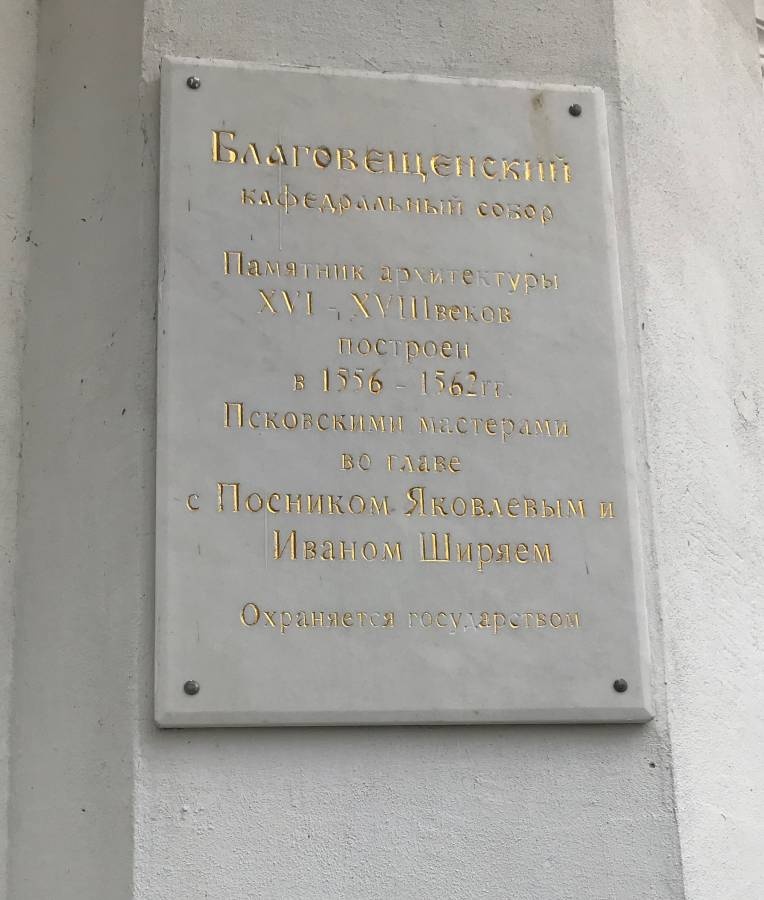 Благовещенский
кафедральный собор
Памятник архитектуры
XVI - XVIII веков
построен
в 1556 - 1562гг.
Псковскими мастерами
во главе
с Посником Яковлевым и
Иваном Ширяем
Охраняется государством